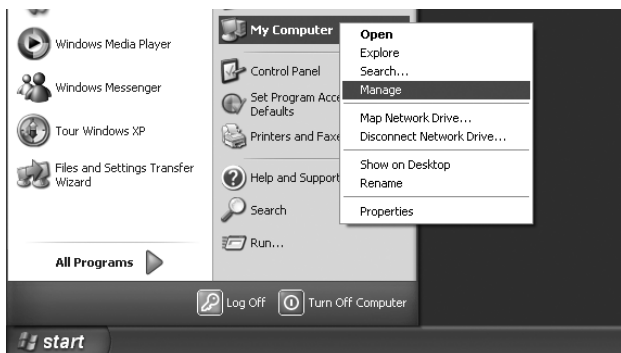 Windows Media Player
Windows Messenger
Tour Windows XP
Files and Settings Transfer
Wizard
All Programs
My Computer
Control Panel
Set Program
Defaults
Printers and
Help and Support
Search
Run...
Open
Explore
Search...
Manage
Map Network Drive...
Disconnect Network Drive...
Show on Desktop
Rename
Properties
Log Off
Turn Off Computer
start